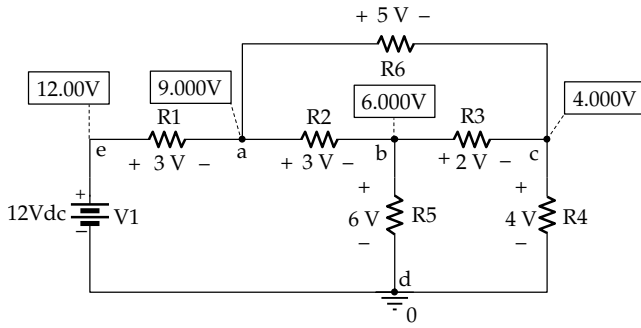 + 5 V −
R6
12.00V
9.000V
6.000V
4.000V
R1
R2
R3
e
a
b
c
+ 3 V −
+ 3 V −
+ 2 V −
+
+
+
12Vdc
V1
6 V
R5
4 V
R4
−
−
−
d
0